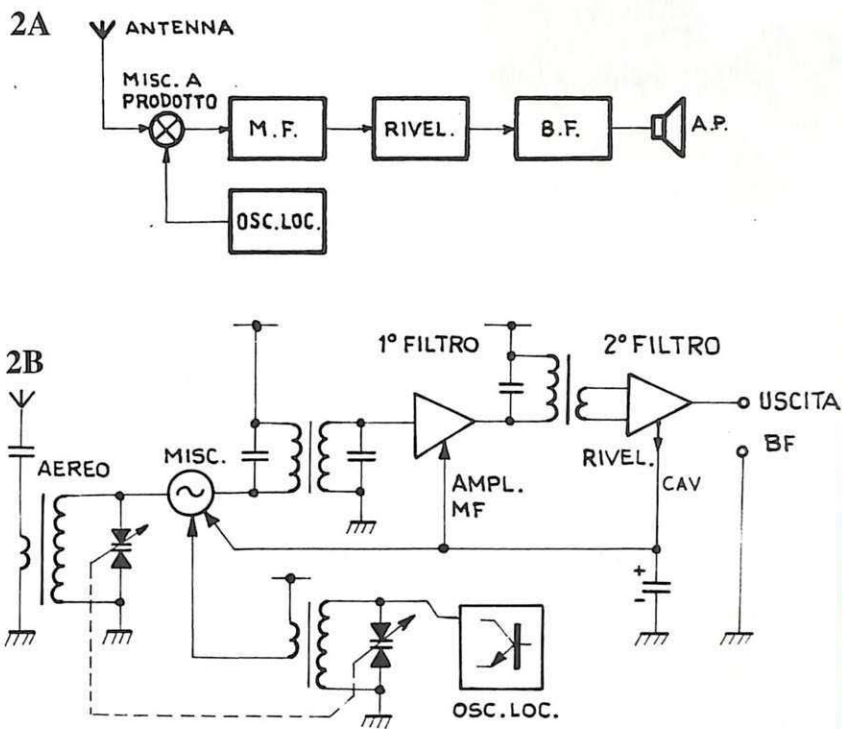 2A
ANTENNA
MISC. A
PRODOTTO
M.F.
RIVEL.
B.F.
A.P.
OSC.LOC.
2B
1° FILTRO
2° FILTRO
AEREO
MISC.
AMPL.
MF
RIVEL.
CAV
USCITA
BF
+
-
OSC.LOC.